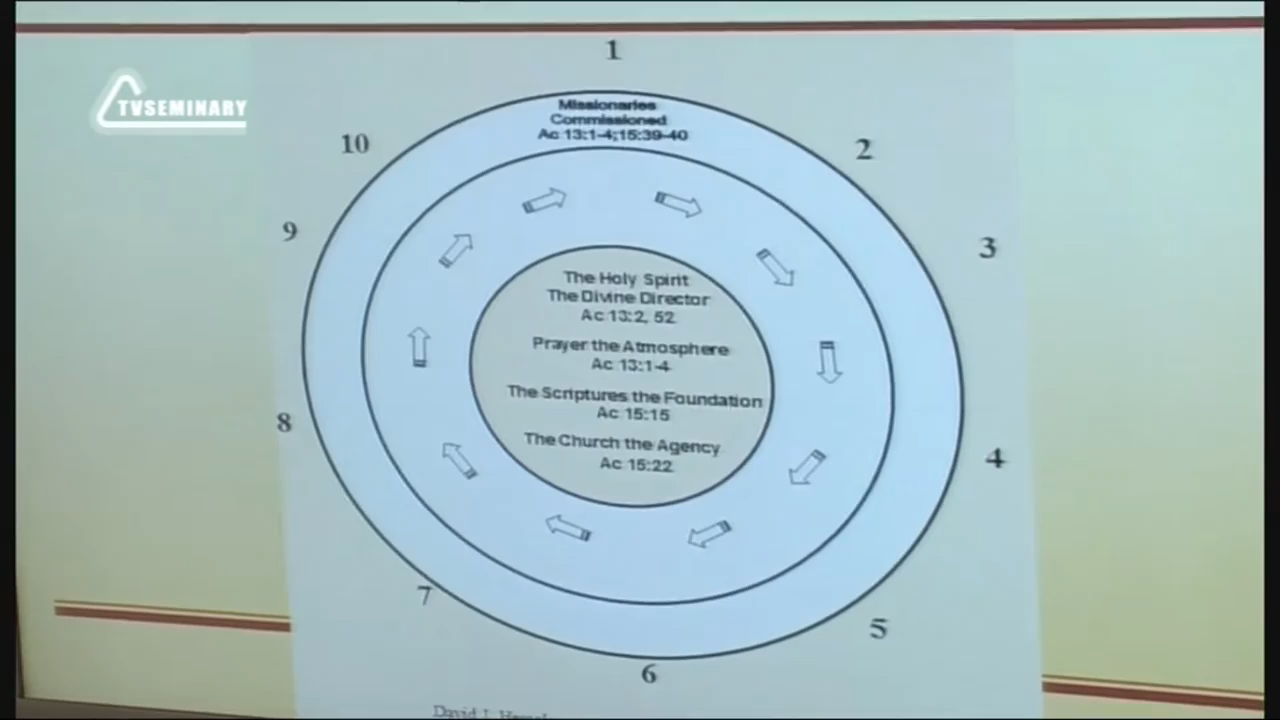 TVSEMINARY
1
Missionaries
Commissioned
Ac 13:1-4;15:39-40
10
2
9
3
The Holy Spirit
The Divine Director
Ac 13:2, 52
Prayer the Atmosphere
Ac 13:1-4
The Scriptures the Foundation
Ac 15:15
The Church the Agency
Ac 15:22
8
4
7
5
6
David